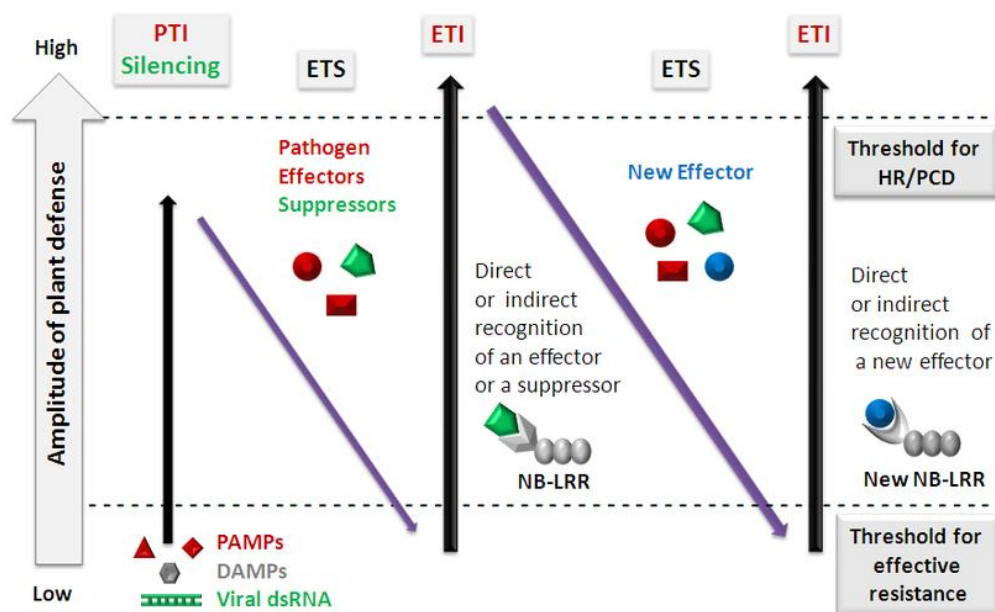 High
PTI
Silencing
ETS
ETI
ETS
ETI
Amplitude of plant defense
Pathogen
Effectors
Suppressors
New Effector
Threshold for
HR/PCD
Direct
or indirect
recognition
of an effector
or a suppressor
NB-LRR
Direct
or indirect
recognition of
a new effector
New NB-LRR
PAMPs
DAMPs
Viral dsRNA
Low
Threshold for
effective
resistance